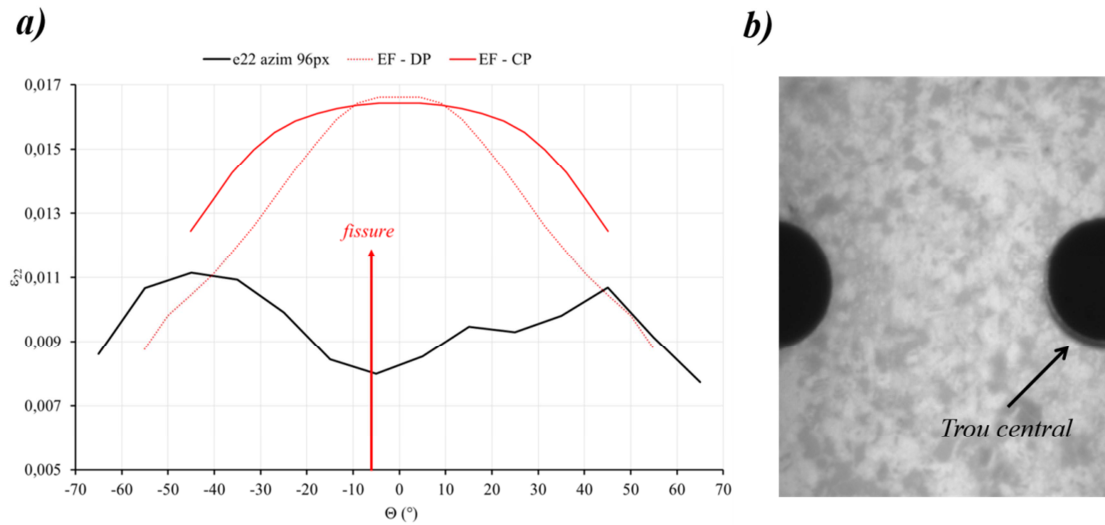 a)
b)
e22 azim 96px
EF - DP
EF - CP
0,017
0,015
0,013
0,011
0,009
0,007
0,005
ε22
fissure
-70 -60 -50 -40 -30 -20 -10 0 10 20 30 40 50 60 70
Θ (°)
Trou central